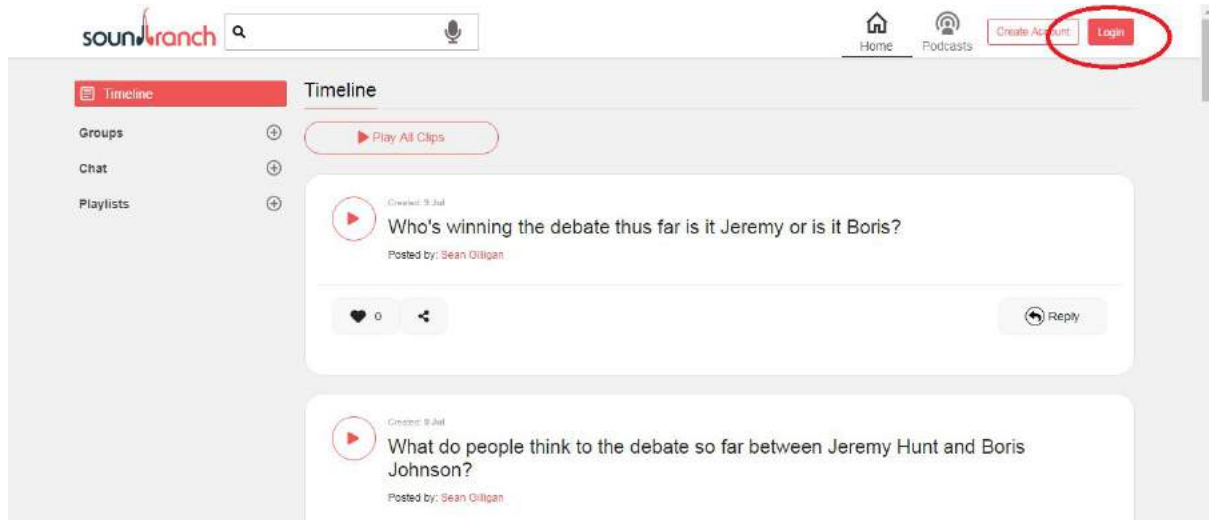 soundbranch
Home
Podcasts
Create Account
Login
Timeline
Groups
Chat
Playlists
Timeline
Play All Clips
Created: 9 Jul
Who's winning the debate thus far is it Jeremy or is it Boris?
Posted by: Sean Gilligan
0
Reply
Created: 9 Jul
What do people think to the debate so far between Jeremy Hunt and Boris
Johnson?
Posted by: Sean Gilligan